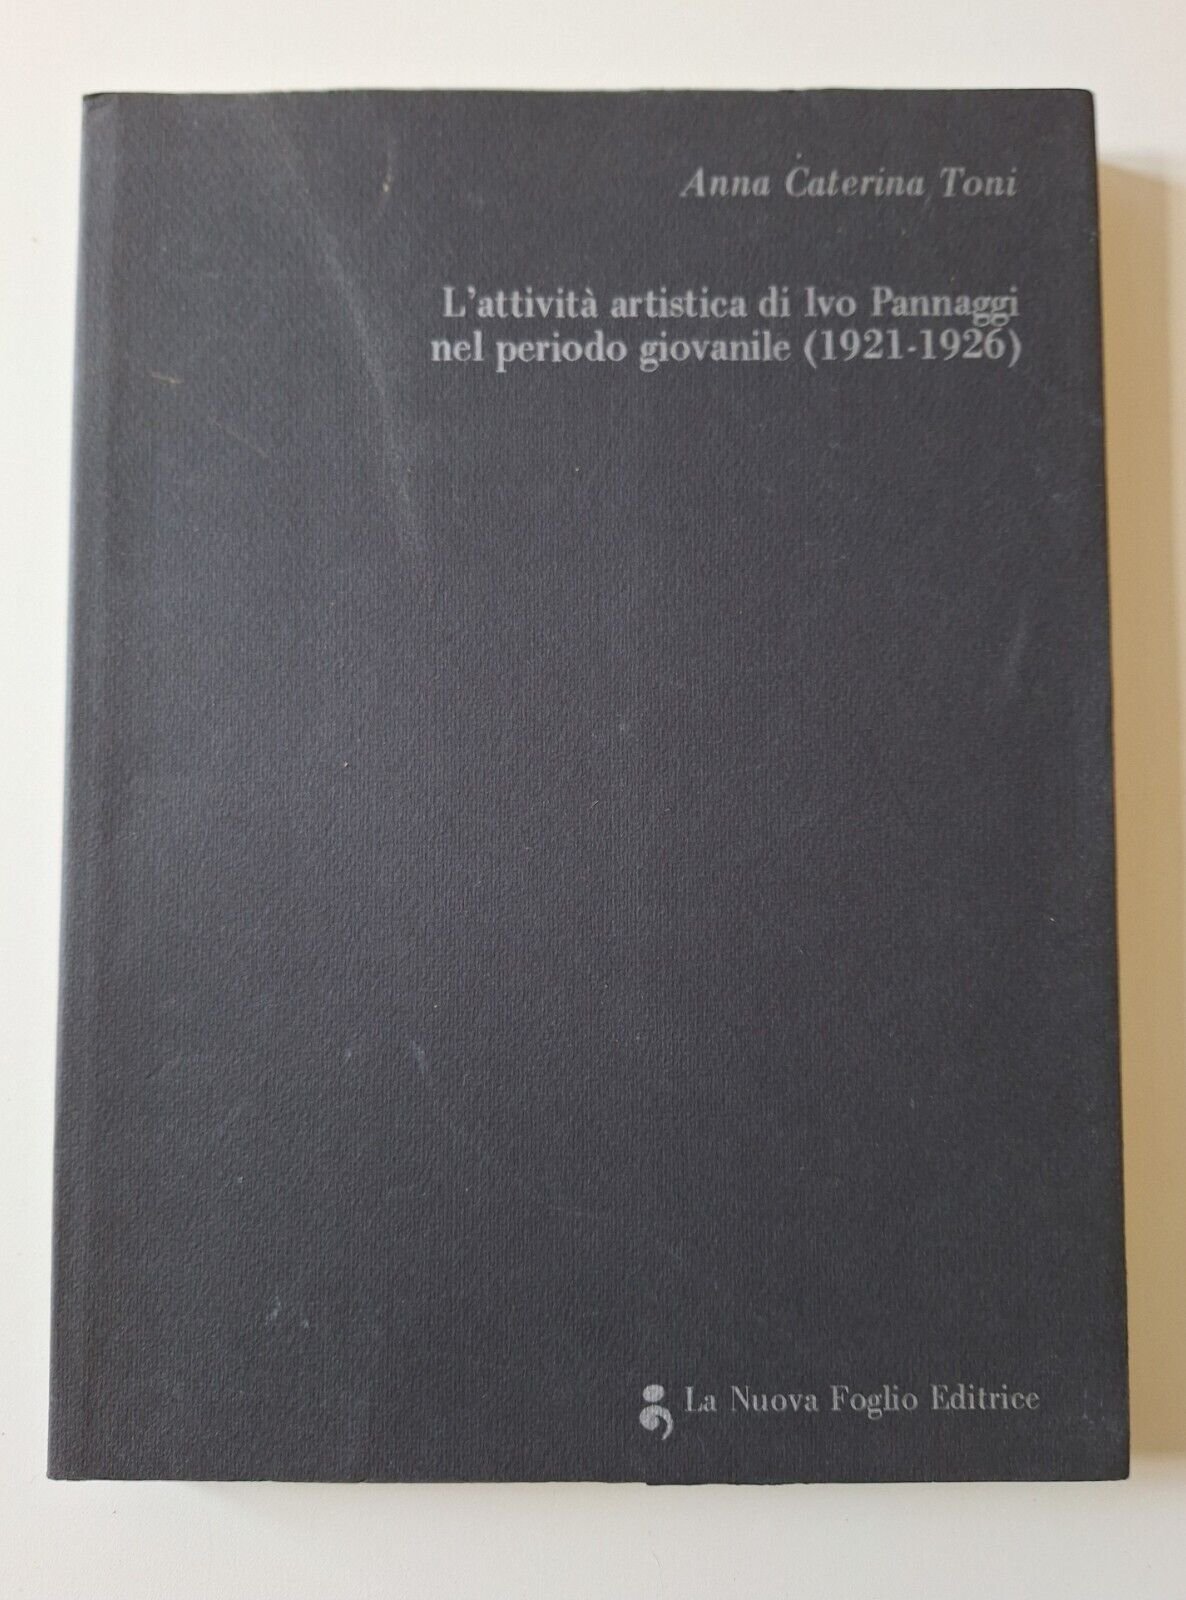 Anna Caterina Toni
L'attività artistica di Ivo Pannaggi
nel periodo giovanile (1921-1926)
La Nuova Foglio Editrice